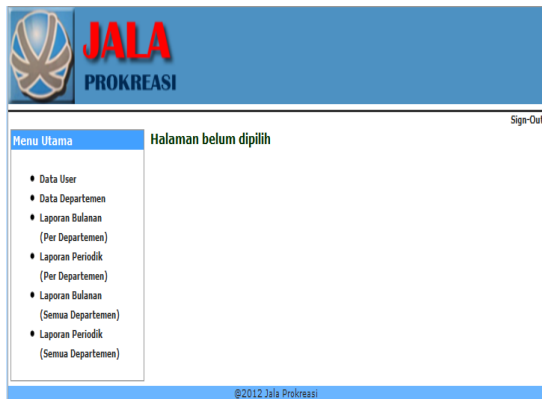 JALA
PROKREASI
Sign-Out
Menu Utama
Halaman belum dipilih
Data User
Data Departemen
Laporan Bulanan
(Per Departemen)
Laporan Periodik
(Per Departemen)
Laporan Bulanan
(Semua Departemen)
Laporan Periodik
(Semua Departemen)
@2012 Jala Prokreasi